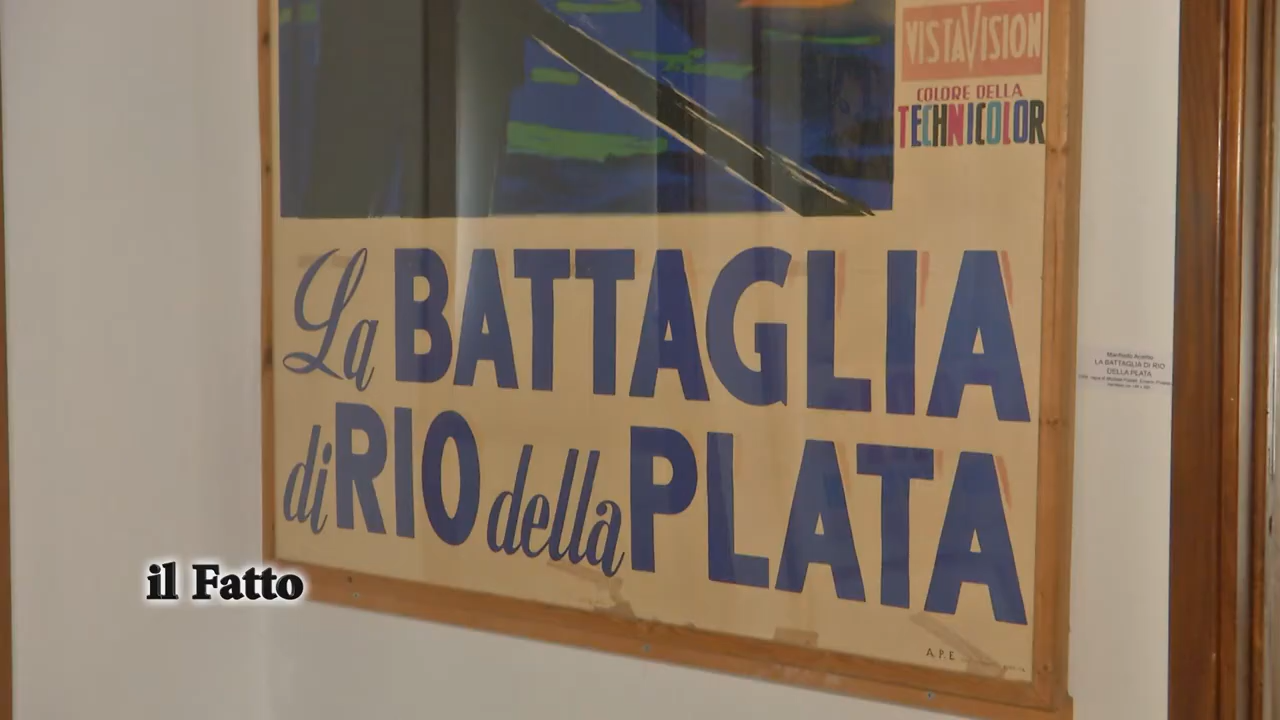 VISTAVISION
COLORE DELLA
TECHNICOLOR
La BATTAGLIA
di RIO della PLATA
LA BATTAGLIA DI RIO
DELLA PLATA
il Fatto
A.P.E